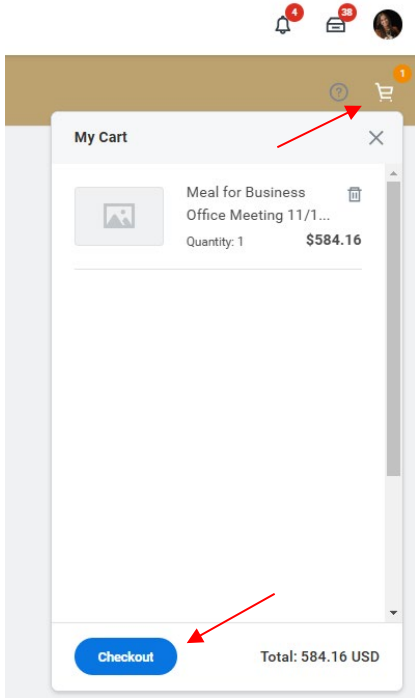 4
38
?
1
My Cart
Meal for Business
Office Meeting 11/1...
Quantity: 1 $584.16
Checkout Total: 584.16 USD